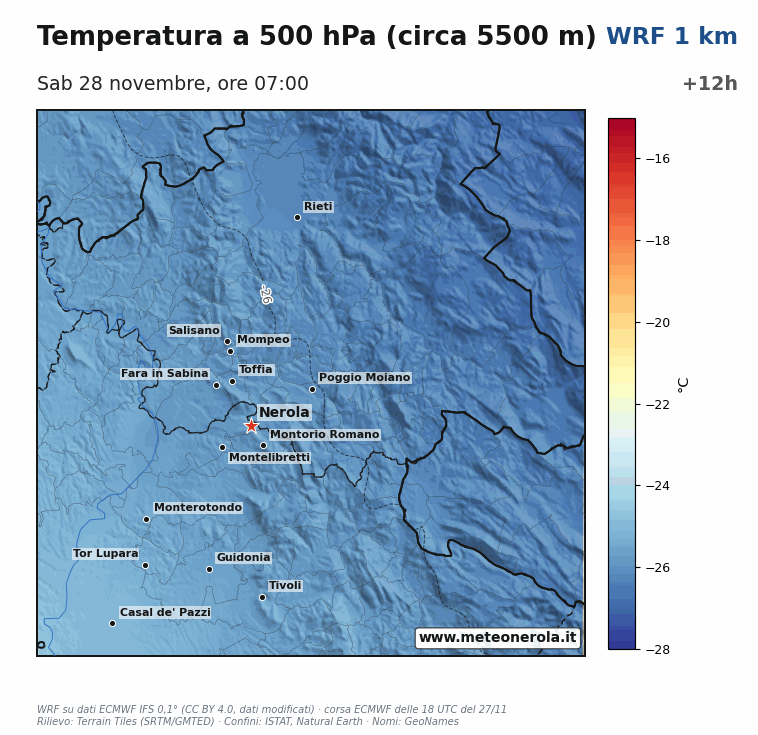 Temperatura a 500 hPa (circa 5500 m) WRF 1 km
Sab 28 novembre, ore 07:00 +12h
Rieti
-26
Salisano
Mompeo
Toffia
Fara in Sabina
Poggio Moiano
Nerola
Montorio Romano
Montelibretti
Monterotondo
Tor Lupara
Guidonia
Tivoli
Casal de' Pazzi
www.meteonerola.it
−16
−18
−20
−22
−24
−26
−28
°C
WRF su dati ECMWF IFS 0,1° (CC BY 4.0, dati modificati) · corsa ECMWF delle 18 UTC del 27/11
Rilievo: Terrain Tiles (SRTM/GMTED) · Confini: ISTAT, Natural Earth · Nomi: GeoNames